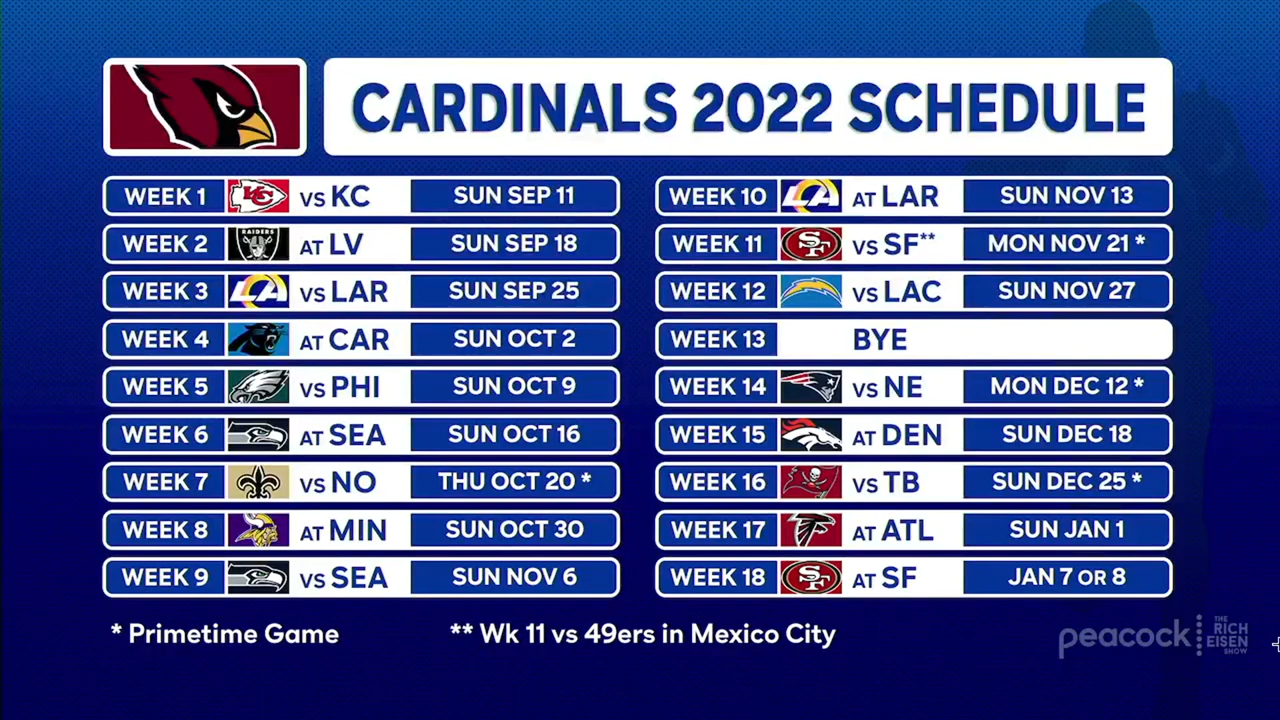 CARDINALS 2022 SCHEDULE
WEEK 1 KC VS KC SUN SEP 11
WEEK 2 RAIDERS AT LV SUN SEP 18
WEEK 3 LA VS LAR SUN SEP 25
WEEK 4 AT CAR SUN OCT 2
WEEK 5 VS PHI SUN OCT 9
WEEK 6 AT SEA SUN OCT 16
WEEK 7 VS NO THU OCT 20 *
WEEK 8 AT MIN SUN OCT 30
WEEK 9 VS SEA SUN NOV 6
WEEK 10 LA AT LAR SUN NOV 13
WEEK 11 SF VS SF** MON NOV 21 *
WEEK 12 VS LAC SUN NOV 27
WEEK 13 BYE
WEEK 14 VS NE MON DEC 12 *
WEEK 15 AT DEN SUN DEC 18
WEEK 16 VS TB SUN DEC 25 *
WEEK 17 AT ATL SUN JAN 1
WEEK 18 SF AT SF JAN 7 OR 8
* Primetime Game
** Wk 11 vs 49ers in Mexico City
peacock
THE
RICH
EISEN
SHOW